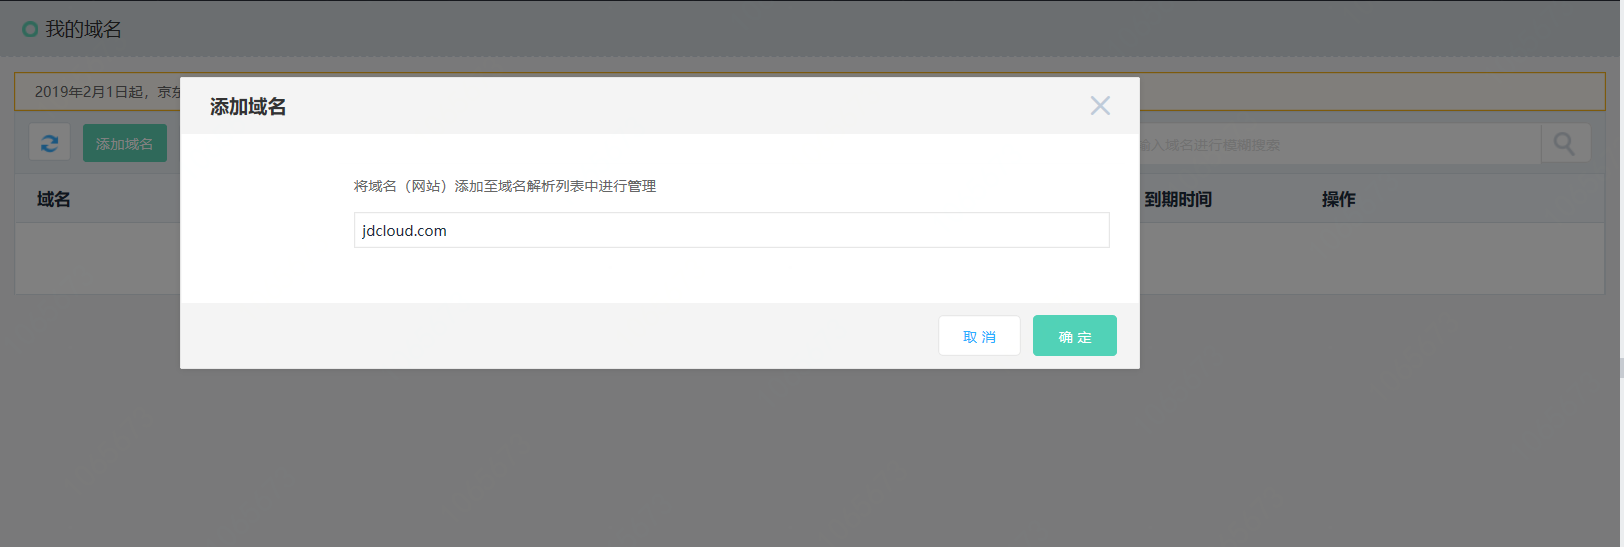 我的域名
2019年2月1日起，京东
添加域名
添加域名
输入域名进行模糊搜索
域名
到期时间
操作
将域名（网站）添加至域名解析列表中进行管理
jdcloud.com
取 消
确 定